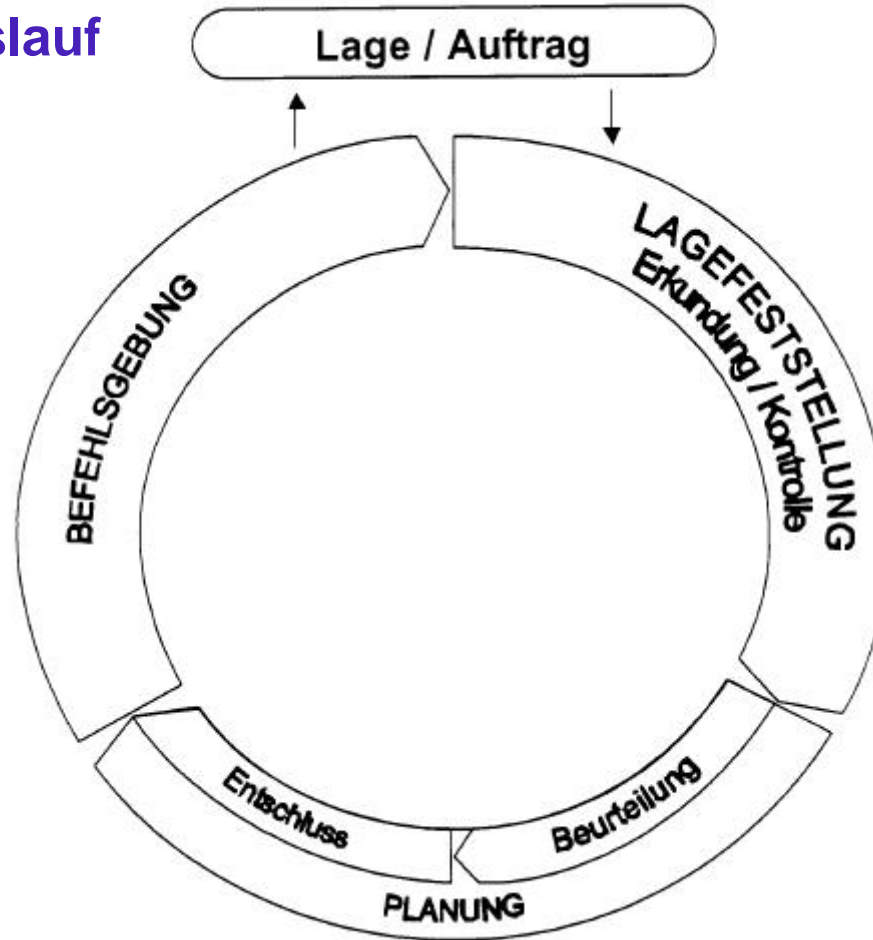 slauf
Lage / Auftrag
LAGEFESTSTELLUNG
Erkundung / Kontrolle
BEFEHLSGEBUNG
Entschluss
Beurteilung
PLANUNG